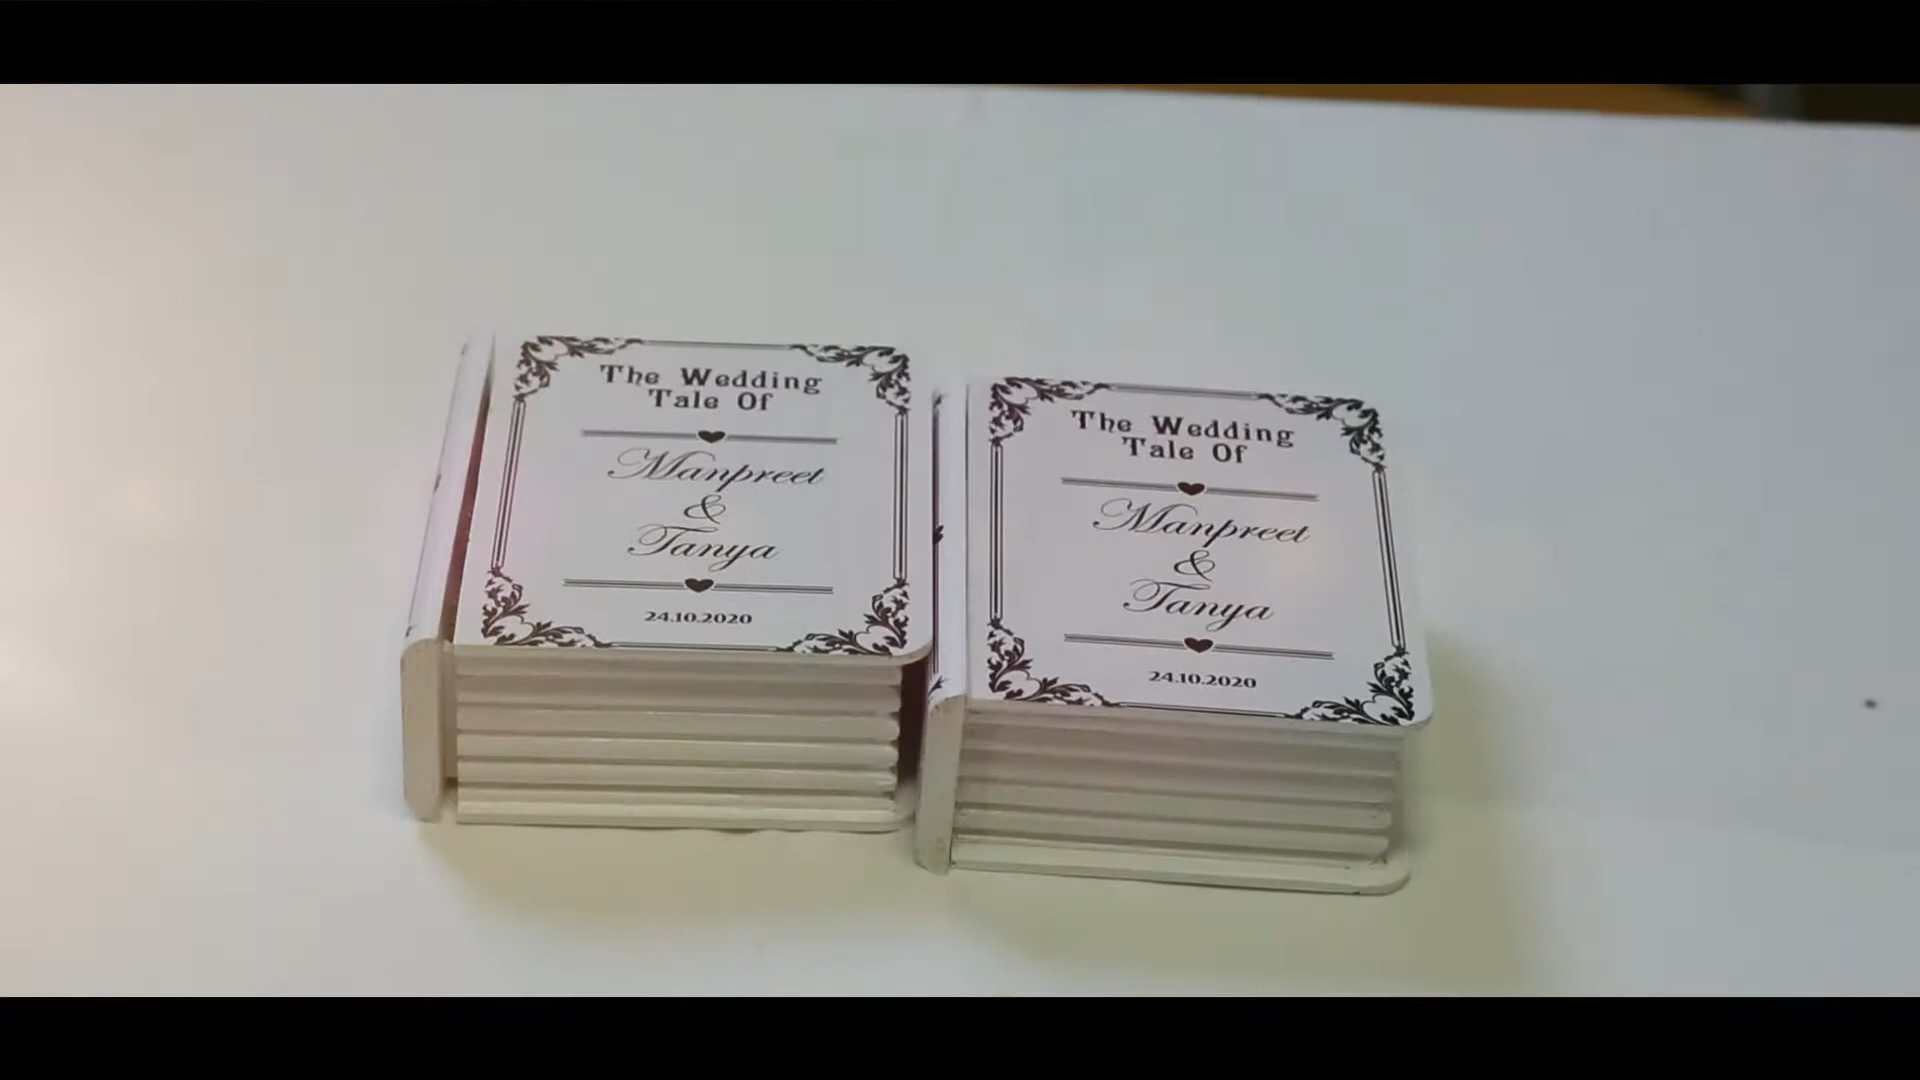 The Wedding
Tale Of
Manpreet
&
Tanya
24.10.2020
The Wedding
Tale Of
Manpreet
&
Tanya
24.10.2020